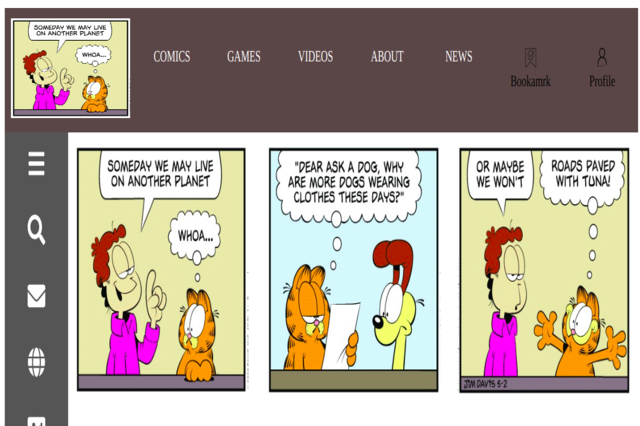 SOMEDAY WE MAY LIVE
ON ANOTHER PLANET
WHOA...
COMICS
GAMES
VIDEOS
ABOUT
NEWS
Bookamrk
Profile
SOMEDAY WE MAY LIVE
ON ANOTHER PLANET
WHOA...
"DEAR ASK A DOG, WHY
ARE MORE DOGS WEARING
CLOTHES THESE DAYS?"
OR MAYBE
WE WON'T
ROADS PAVED
WITH TUNA!
JIM DAVIS 5-2